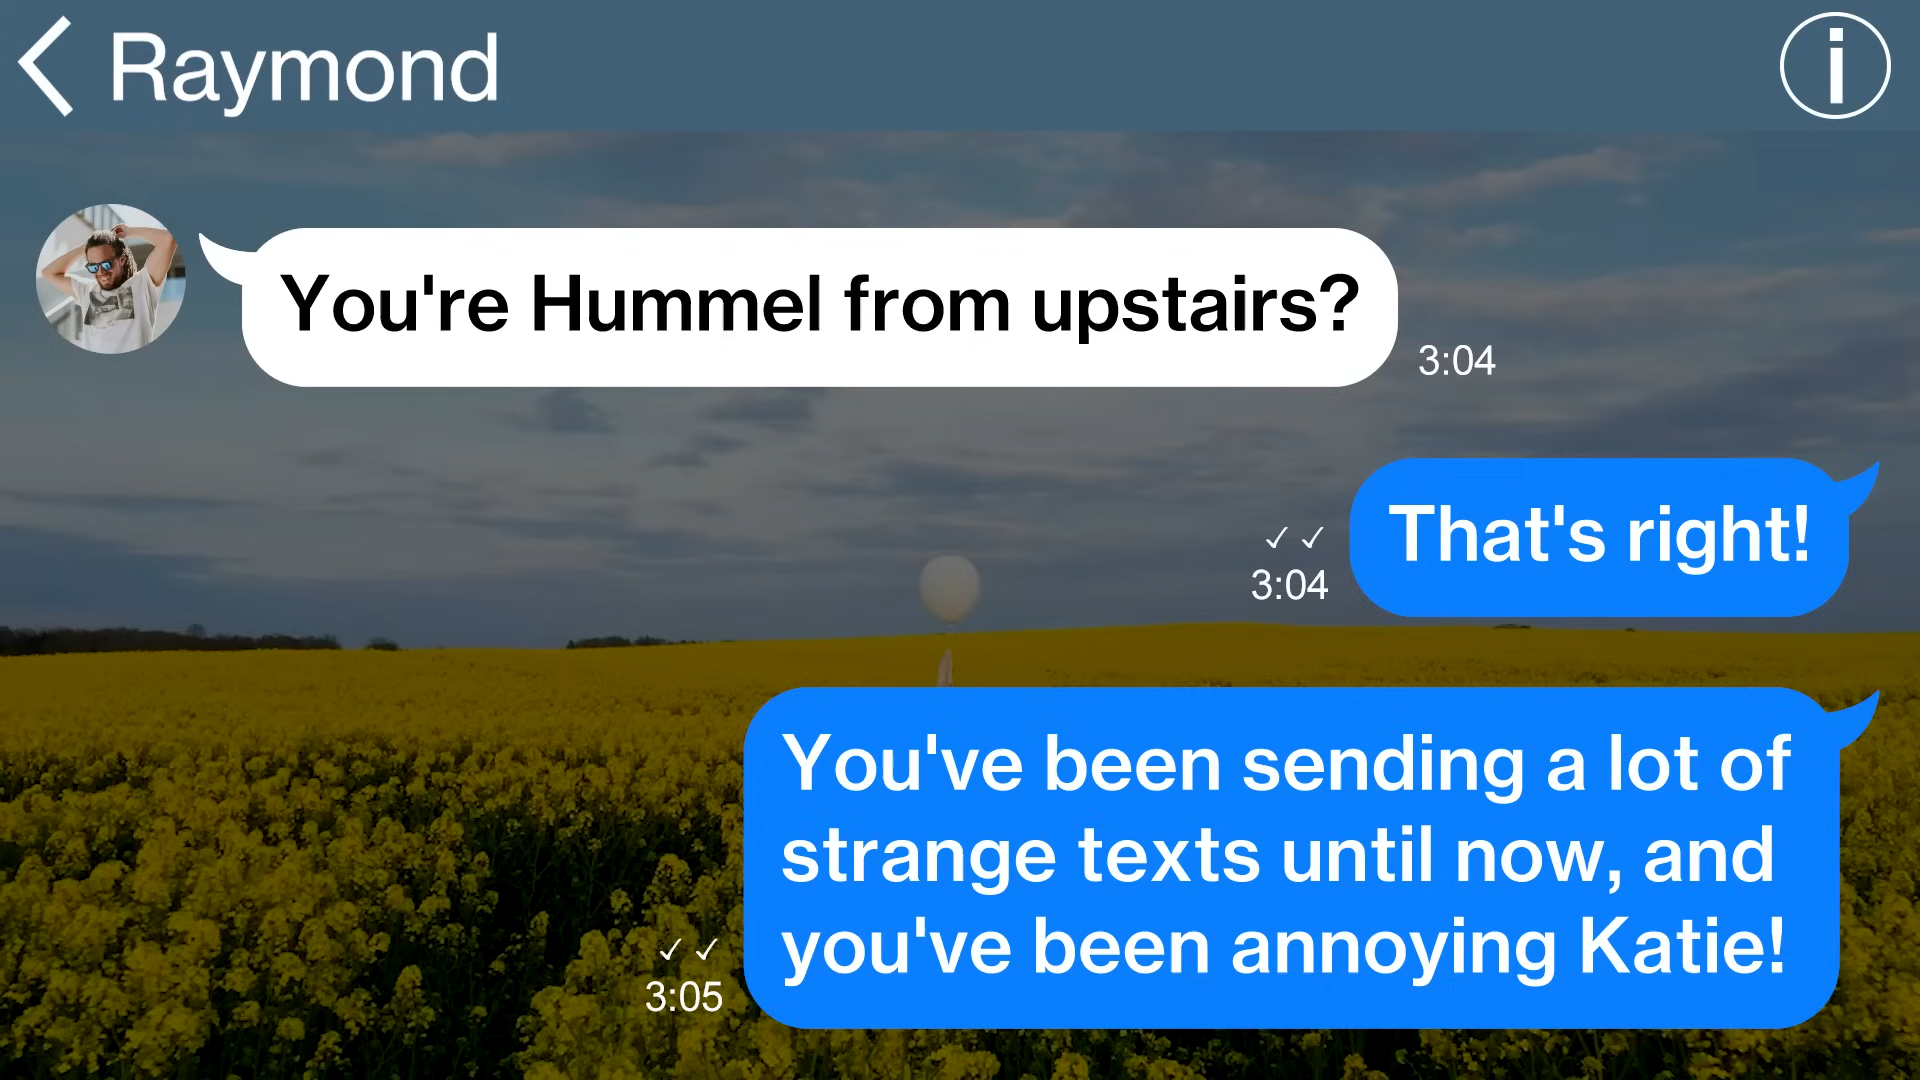 Raymond
You're Hummel from upstairs?
3:04
That's right!
✓ ✓
3:04
You've been sending a lot of
strange texts until now, and
you've been annoying Katie!
✓ ✓
3:05